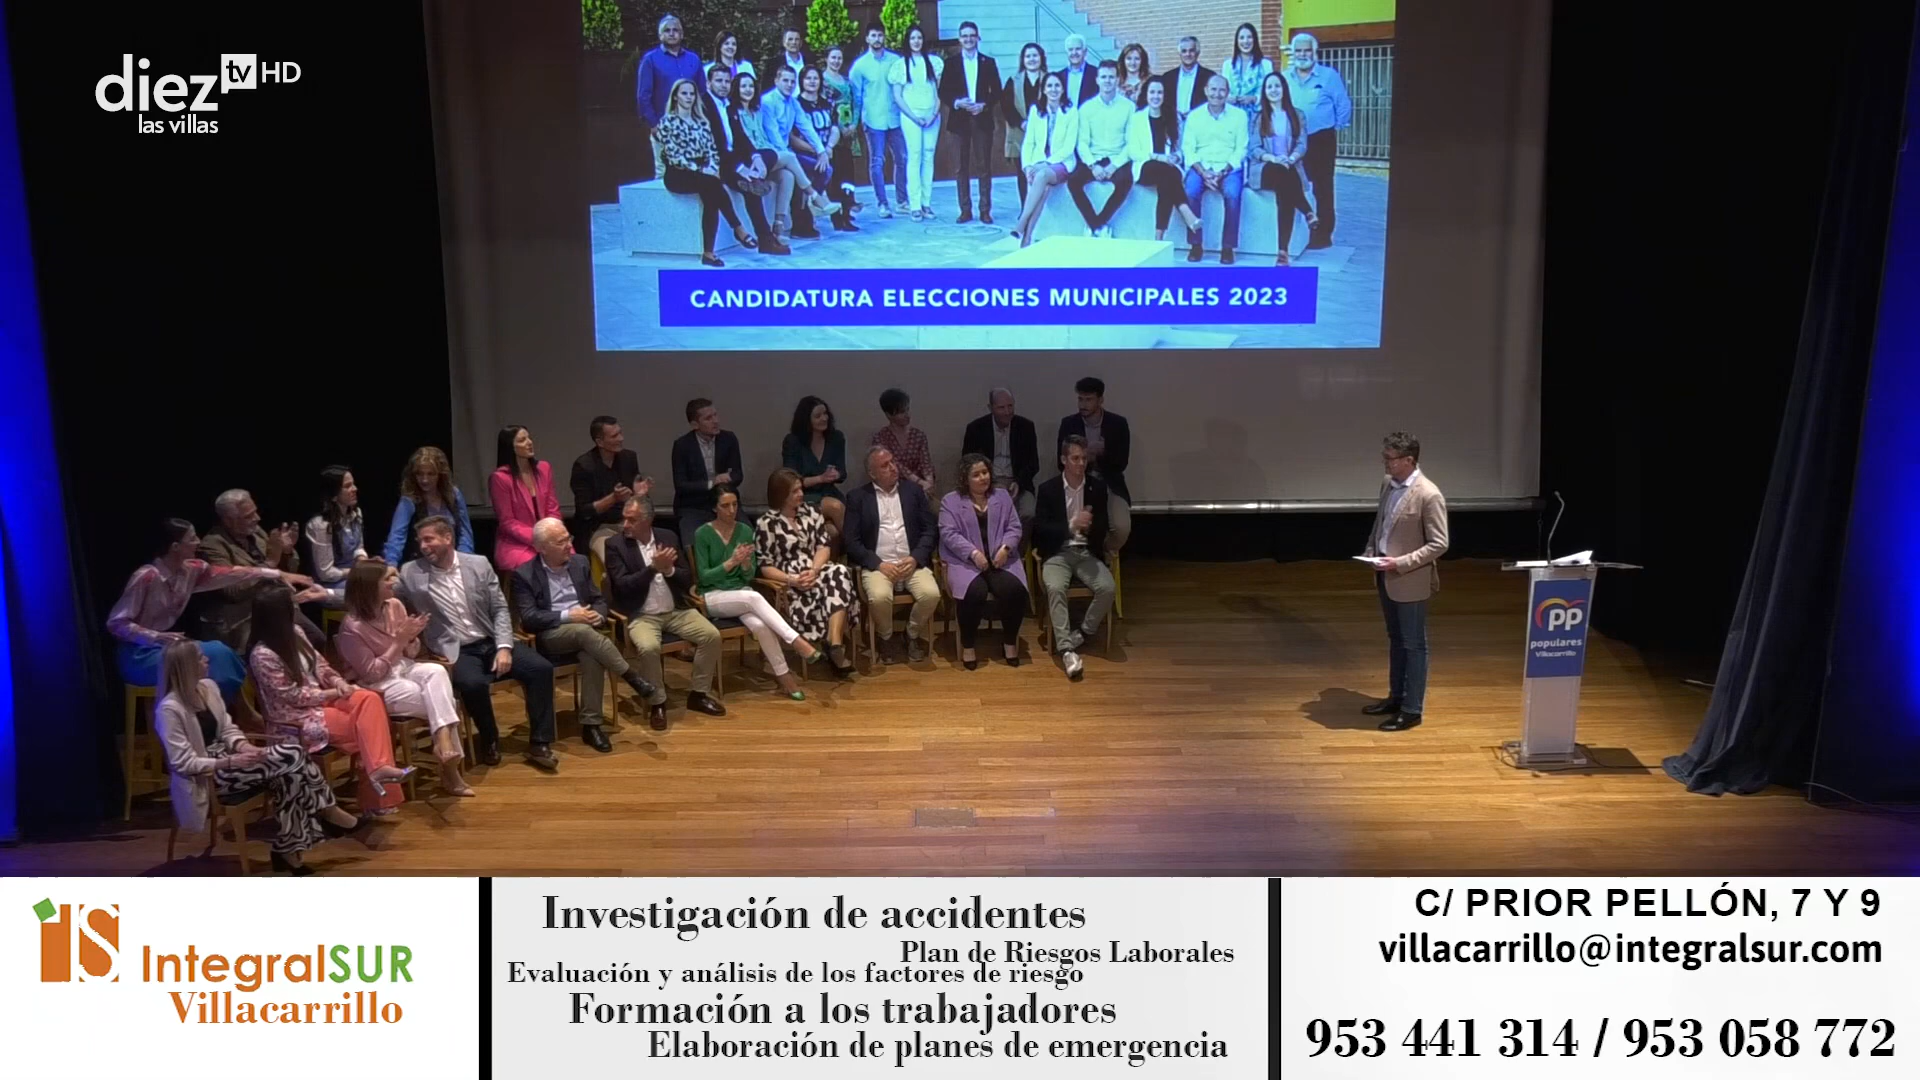 diez tv HD
las villas
CANDIDATURA ELECCIONES MUNICIPALES 2023
PP
populares
Villacarrillo
IS
IntegralSUR
Villacarrillo
Investigación de accidentes
Plan de Riesgos Laborales
Evaluación y análisis de los factores de riesgo
Formación a los trabajadores
Elaboración de planes de emergencia
C/ PRIOR PELLÓN, 7 Y 9
villacarrillo@integralsur.com
953 441 314 / 953 058 772